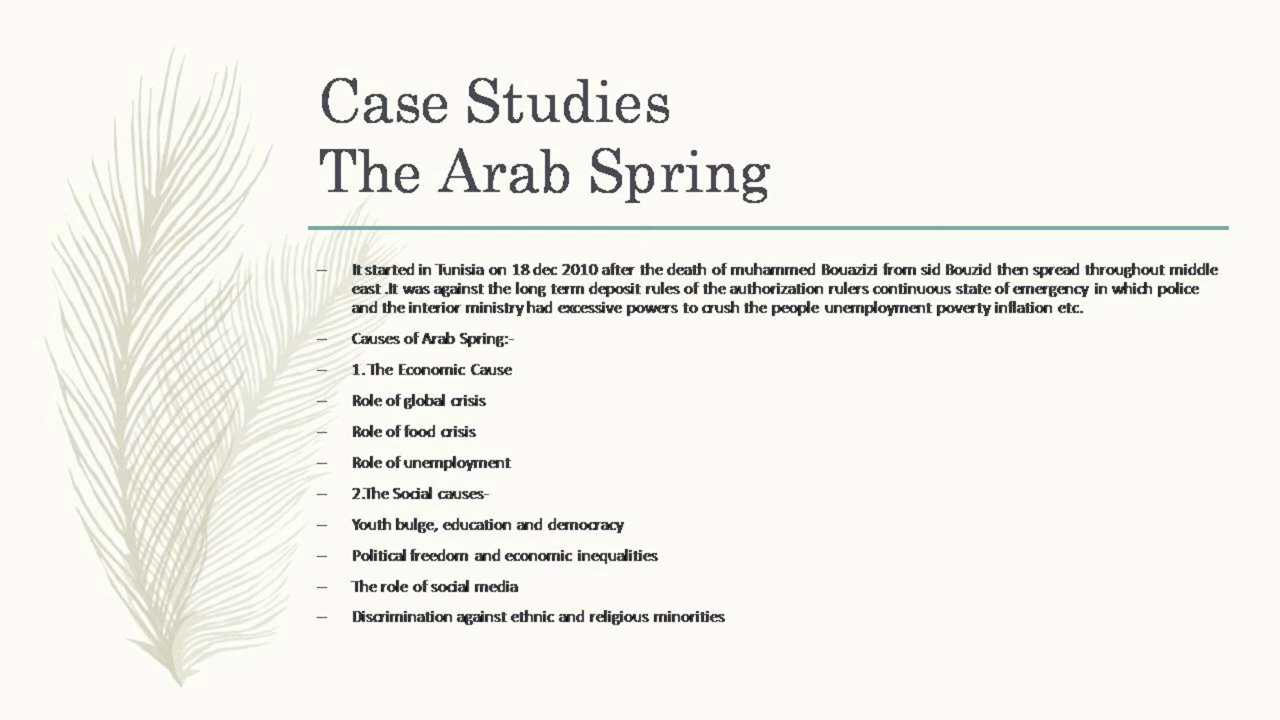 Case Studies
The Arab Spring
– It started in Tunisia on 18 dec 2010 after the death of muhammed Bouazizi from sid Bouzid then spread throughout middle
east .It was against the long term deposit rules of the authorization rulers continuous state of emergency in which police
and the interior ministry had excessive powers to crush the people unemployment poverty inflation etc.
– Causes of Arab Spring:-
– 1. The Economic Cause
– Role of global crisis
– Role of food crisis
– Role of unemployment
– 2.The Social causes-
– Youth bulge, education and democracy
– Political freedom and economic inequalities
– The role of social media
– Discrimination against ethnic and religious minorities